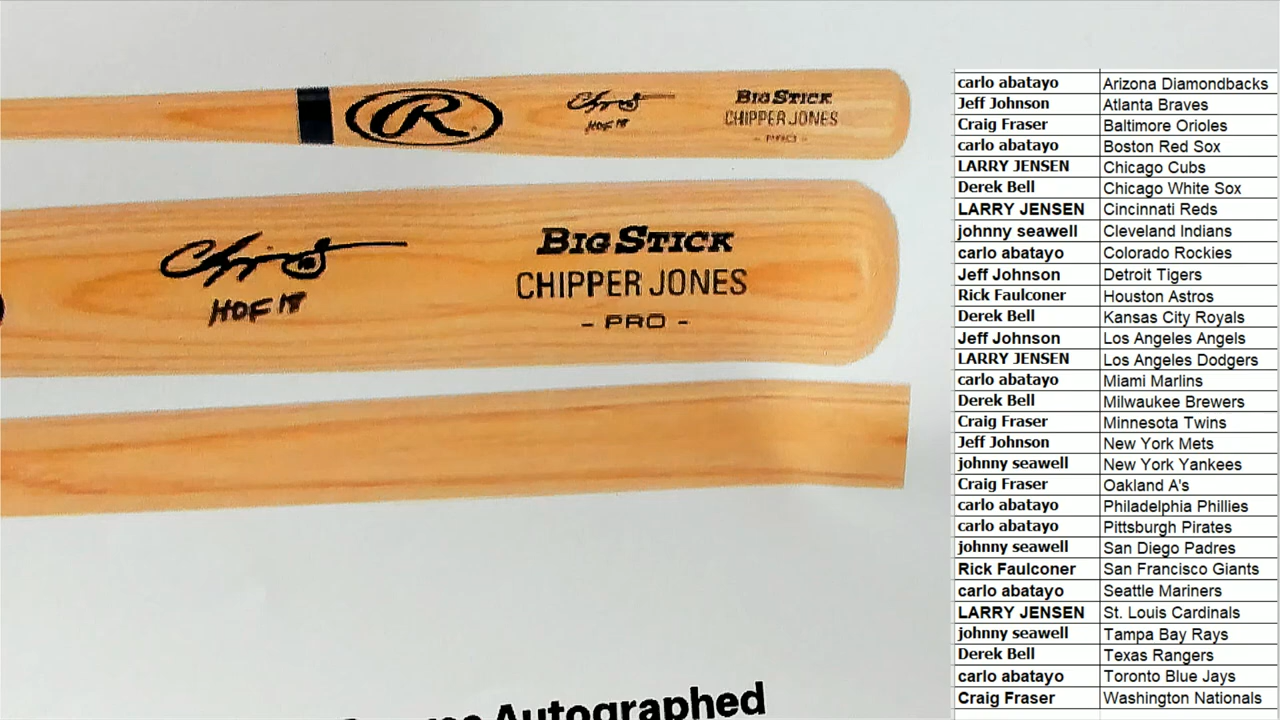 R
HOF 18
BIG STICK
CHIPPER JONES
HOF 18
BIG STICK
CHIPPER JONES
- PRO -
Autographed
carlo abatayo Arizona Diamondbacks
Jeff Johnson Atlanta Braves
Craig Fraser Baltimore Orioles
carlo abatayo Boston Red Sox
LARRY JENSEN Chicago Cubs
Derek Bell Chicago White Sox
LARRY JENSEN Cincinnati Reds
johnny seawell Cleveland Indians
carlo abatayo Colorado Rockies
Jeff Johnson Detroit Tigers
Rick Faulconer Houston Astros
Derek Bell Kansas City Royals
Jeff Johnson Los Angeles Angels
LARRY JENSEN Los Angeles Dodgers
carlo abatayo Miami Marlins
Derek Bell Milwaukee Brewers
Craig Fraser Minnesota Twins
Jeff Johnson New York Mets
johnny seawell New York Yankees
Craig Fraser Oakland A's
carlo abatayo Philadelphia Phillies
carlo abatayo Pittsburgh Pirates
johnny seawell San Diego Padres
Rick Faulconer San Francisco Giants
carlo abatayo Seattle Mariners
LARRY JENSEN St. Louis Cardinals
johnny seawell Tampa Bay Rays
Derek Bell Texas Rangers
carlo abatayo Toronto Blue Jays
Craig Fraser Washington Nationals